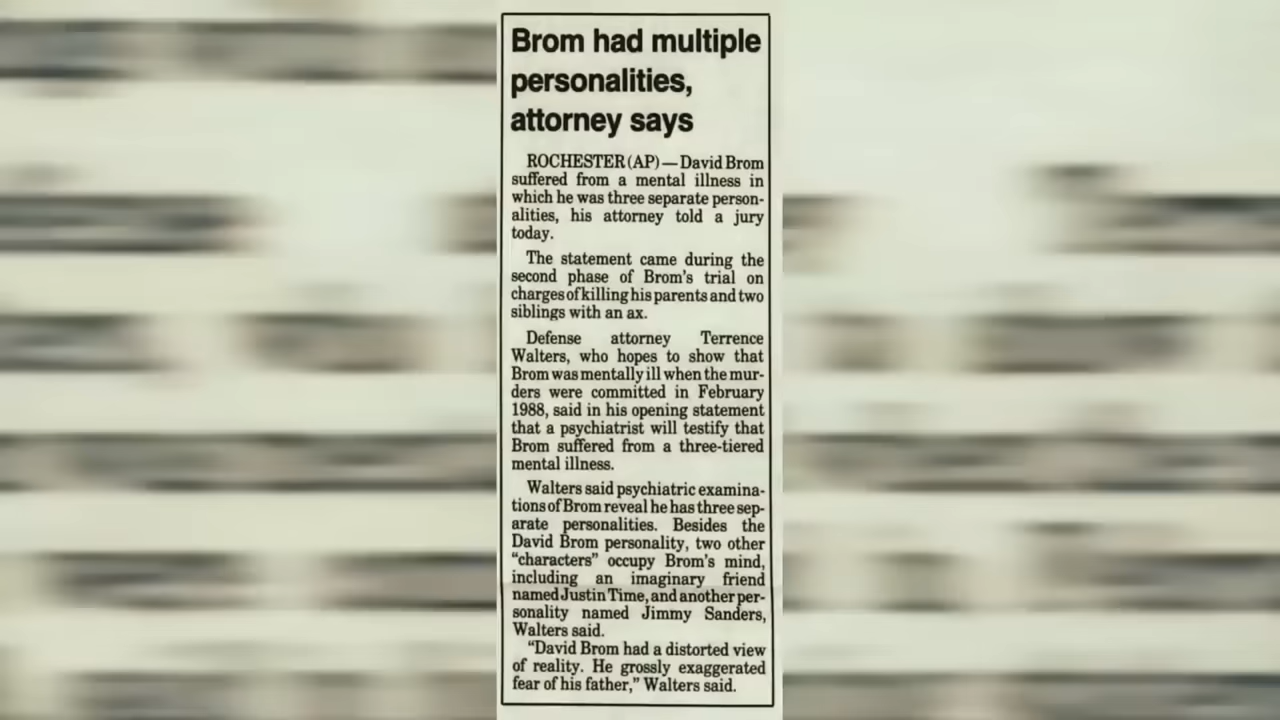 Brom had multiple
personalities,
attorney says
ROCHESTER (AP) — David Brom
suffered from a mental illness in
which he was three separate person-
alities, his attorney told a jury
today.
The statement came during the
second phase of Brom's trial on
charges of killing his parents and two
siblings with an ax.
Defense attorney Terrence
Walters, who hopes to show that
Brom was mentally ill when the mur-
ders were committed in February
1988, said in his opening statement
that a psychiatrist will testify that
Brom suffered from a three-tiered
mental illness.
Walters said psychiatric examina-
tions of Brom reveal he has three sep-
arate personalities. Besides the
David Brom personality, two other
"characters" occupy Brom's mind,
including an imaginary friend
named Justin Time, and another per-
sonality named Jimmy Sanders,
Walters said.
"David Brom had a distorted view
of reality. He grossly exaggerated
fear of his father," Walters said.